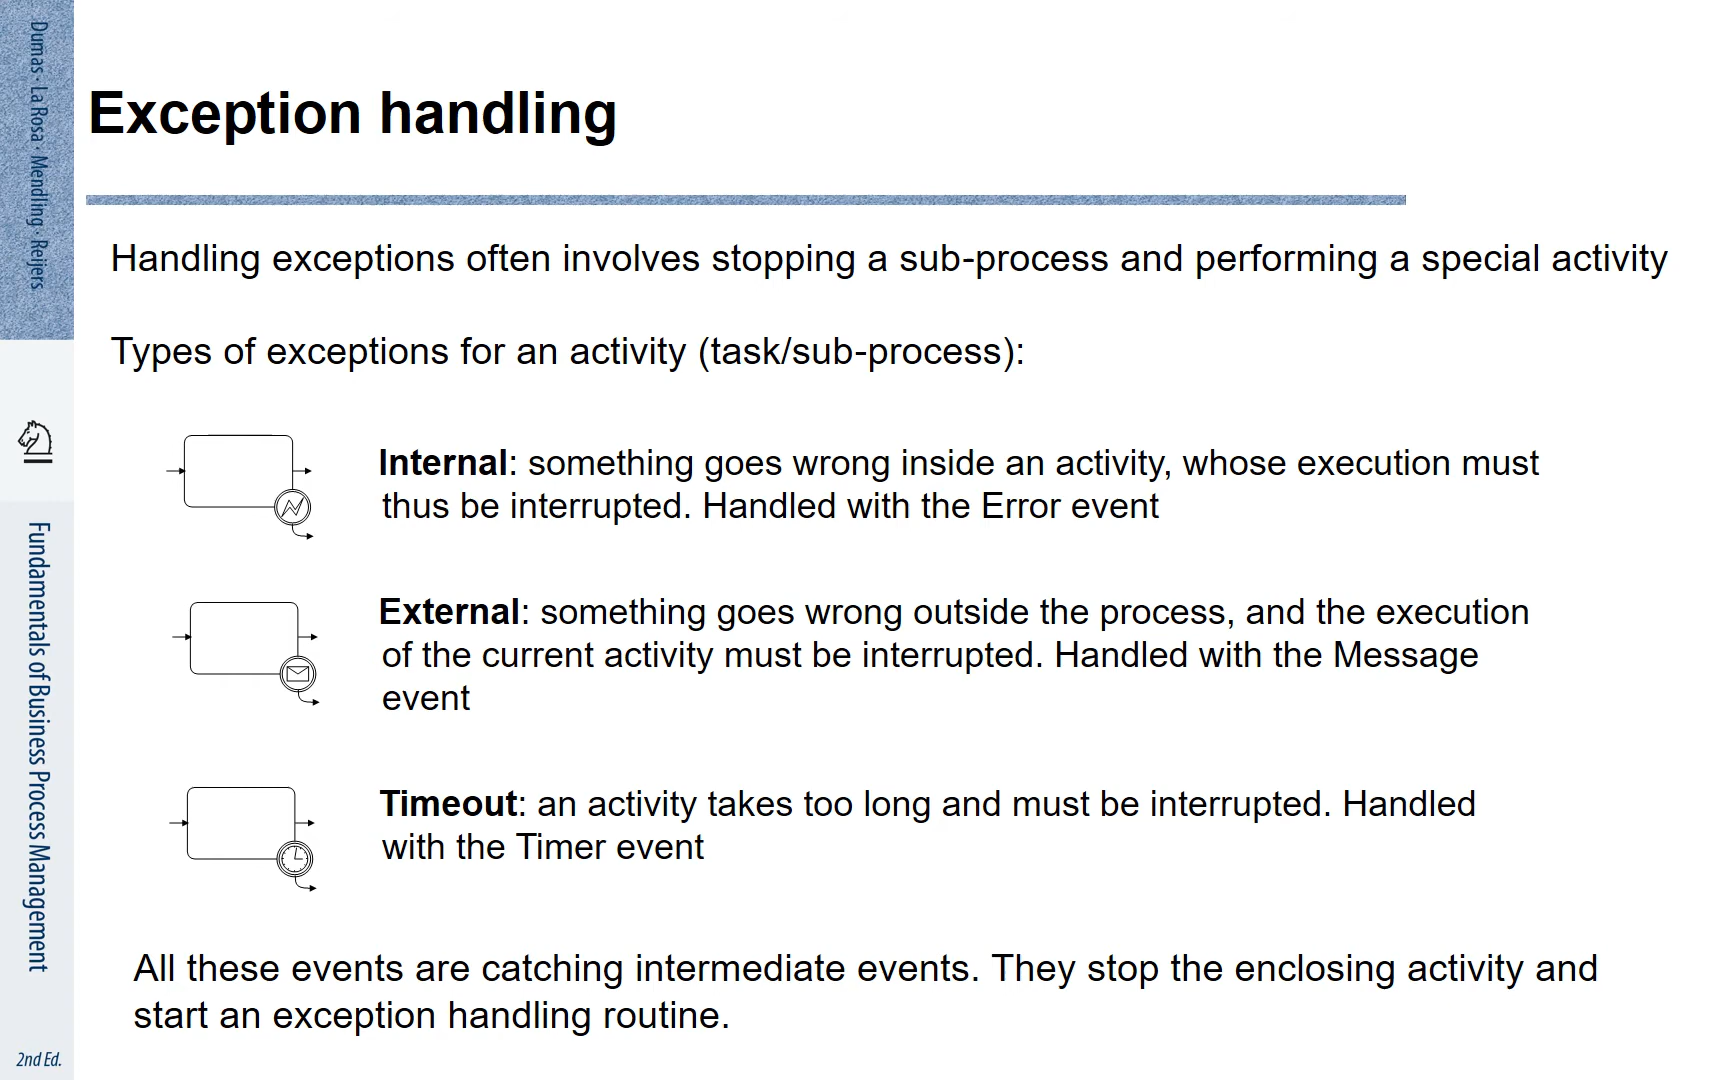 Dumas · La Rosa · Mendling · Reijers
Fundamentals of Business Process Management
2nd Ed.
Exception handling
Handling exceptions often involves stopping a sub-process and performing a special activity
Types of exceptions for an activity (task/sub-process):
Internal: something goes wrong inside an activity, whose execution must
thus be interrupted. Handled with the Error event
External: something goes wrong outside the process, and the execution
of the current activity must be interrupted. Handled with the Message
event
Timeout: an activity takes too long and must be interrupted. Handled
with the Timer event
All these events are catching intermediate events. They stop the enclosing activity and
start an exception handling routine.